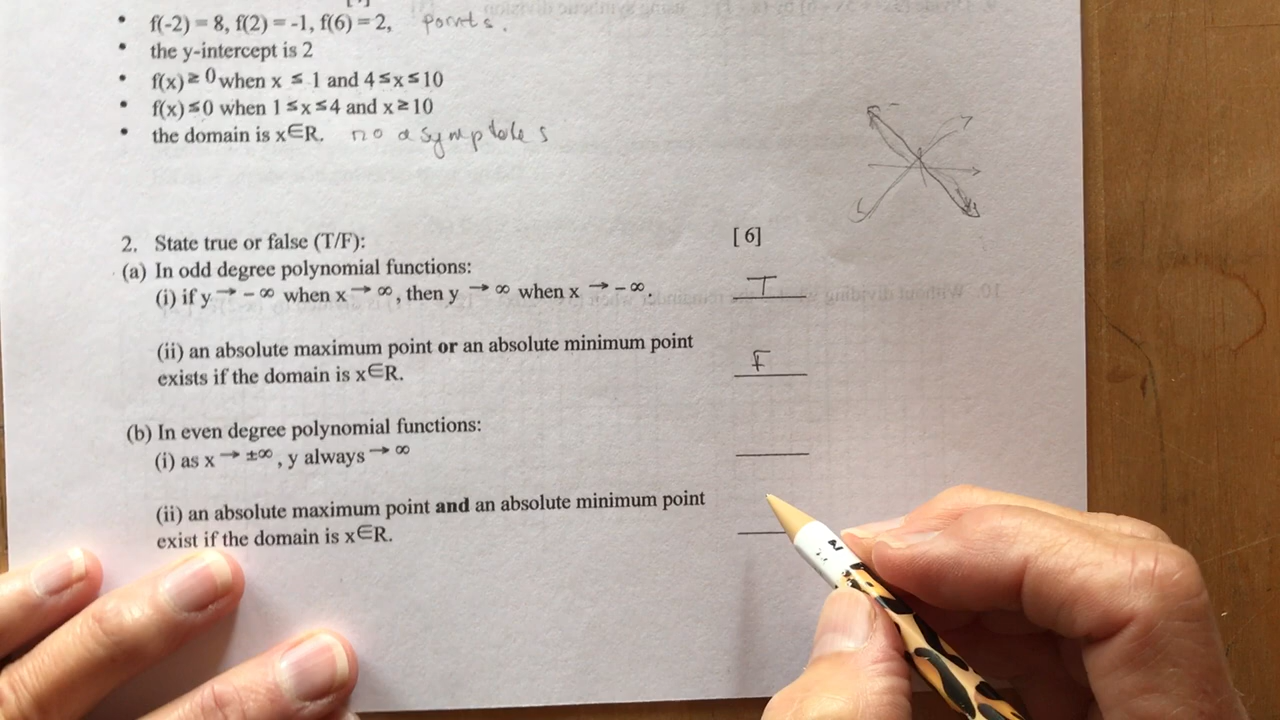 f(-2) = 8, f(2) = -1, f(6) = 2, points.
the y-intercept is 2
f(x) ≥ 0 when x ≤ 1 and 4≤x≤10
f(x) ≤0 when 1≤x≤4 and x≥10
the domain is x∈R. no asymptotes
2. State true or false (T/F): [6]
(a) In odd degree polynomial functions:
(i) if y → - ∞ when x → ∞, then y → ∞ when x → - ∞. T
(ii) an absolute maximum point or an absolute minimum point
exists if the domain is x∈R. F
(b) In even degree polynomial functions:
(i) as x → ±∞, y always → ∞
(ii) an absolute maximum point and an absolute minimum point
exist if the domain is x∈R.